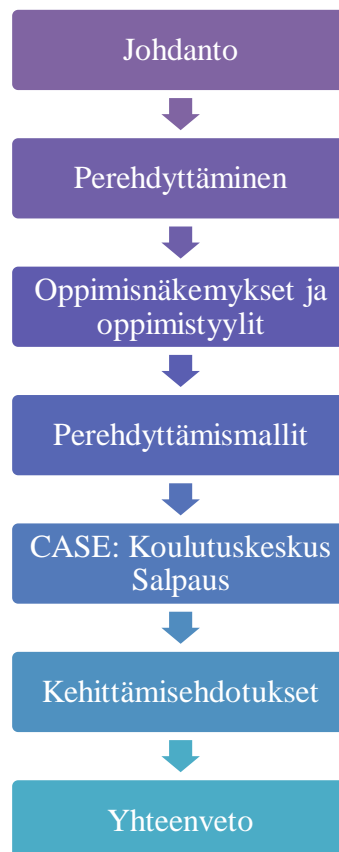 Johdanto
Perehdyttäminen
Oppimisnäkemykset ja
oppimistyylit
Perehdyttämismallit
CASE: Koulutuskeskus
Salpaus
Kehittämisehdotukset
Yhteenveto